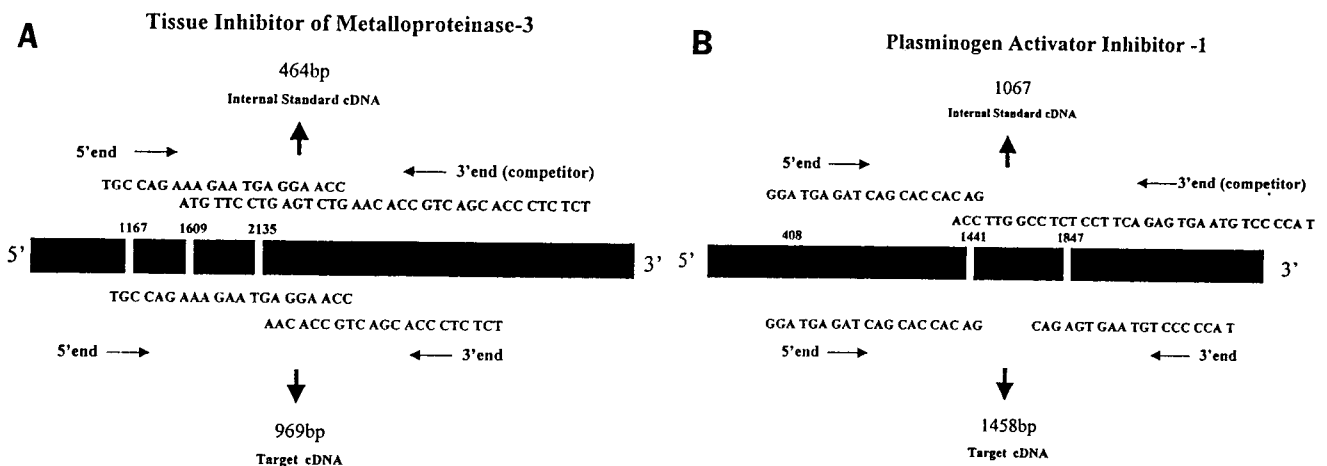 A
Tissue Inhibitor of Metalloproteinase-3
464bp
Internal Standard cDNA
5'end
3'end (competitor)
TGC CAG AAA GAA TGA GGA ACC
ATG TTC CTG AGT CTG AAC ACC GTC AGC ACC CTC TCT
1167 1609 2135
5' 3'
TGC CAG AAA GAA TGA GGA ACC
AAC ACC GTC AGC ACC CTC TCT
5'end 3'end
969bp
Target cDNA
B
Plasminogen Activator Inhibitor -1
1067
Internal Standard cDNA
5'end
3'end (competitor)
GGA TGA GAT CAG CAC CAC AG
ACC TTG GCC TCT CCT TCA GAG TGA ATG TCC CCA T
408 1441 1847
5' 3'
GGA TGA GAT CAG CAC CAC AG CAG AGT GAA TGT CCC CCA T
5'end 3'end
1458bp
Target cDNA